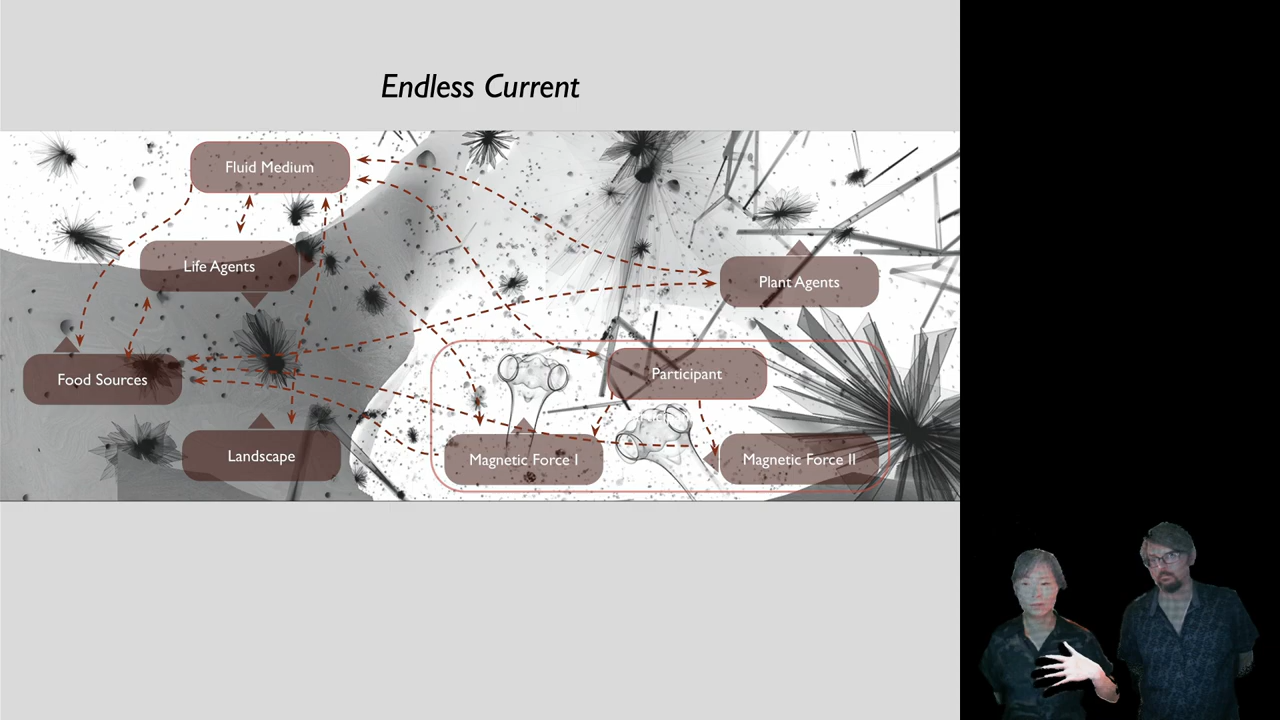 Endless Current
Fluid Medium
Life Agents
Plant Agents
Food Sources
Participant
Landscape
Magnetic Force I
Magnetic Force II